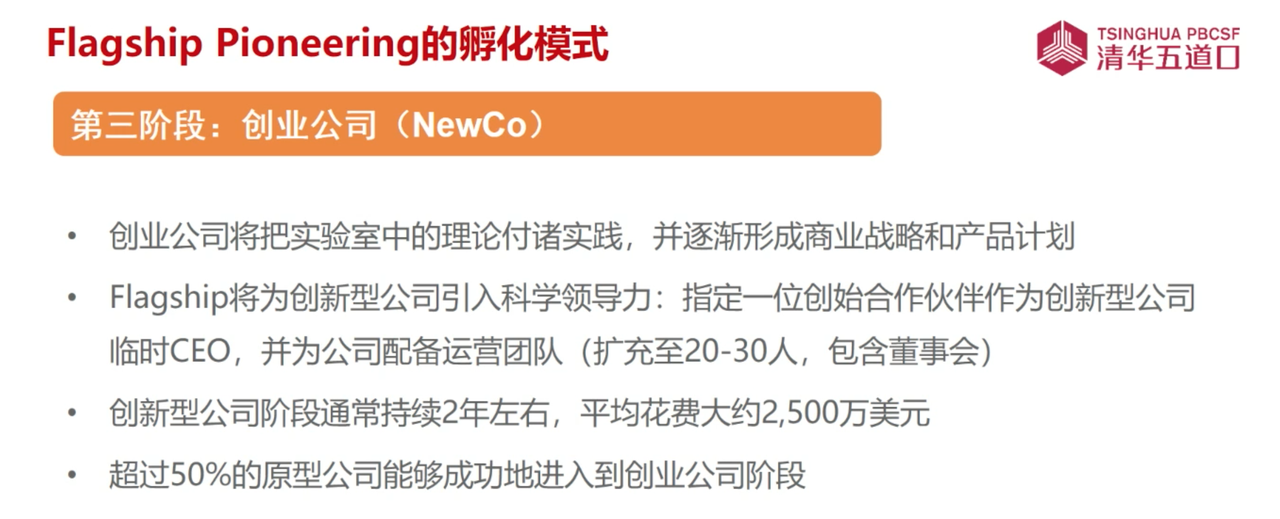 Flagship Pioneering的孵化模式
TSINGHUA PBCSF
清华五道口
第三阶段：创业公司（NewCo）
• 创业公司将把实验室中的理论付诸实践，并逐渐形成商业战略和产品计划
• Flagship将为创新型公司引入科学领导力：指定一位创始合作伙伴作为创新型公司
临时CEO，并为公司配备运营团队（扩充至20-30人，包含董事会）
• 创新型公司阶段通常持续2年左右，平均花费大约2,500万美元
• 超过50%的原型公司能够成功地进入到创业公司阶段